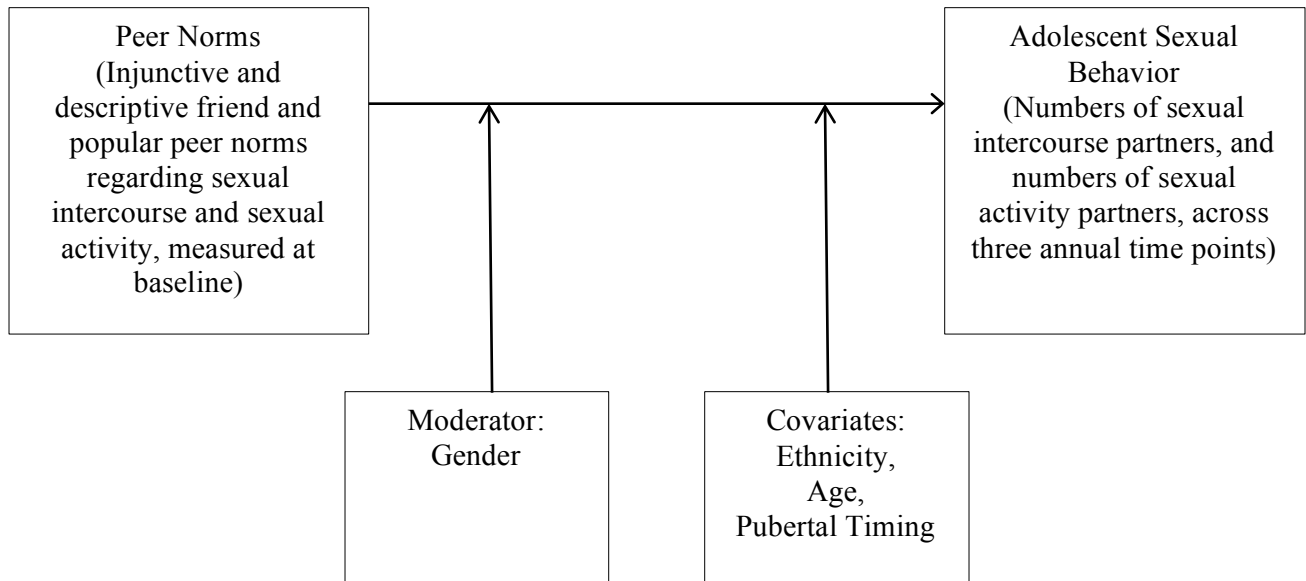 Peer Norms
(Injunctive and
descriptive friend and
popular peer norms
regarding sexual
intercourse and sexual
activity, measured at
baseline)
Adolescent Sexual
Behavior
(Numbers of sexual
intercourse partners, and
numbers of sexual
activity partners, across
three annual time points)
Moderator:
Gender
Covariates:
Ethnicity,
Age,
Pubertal Timing